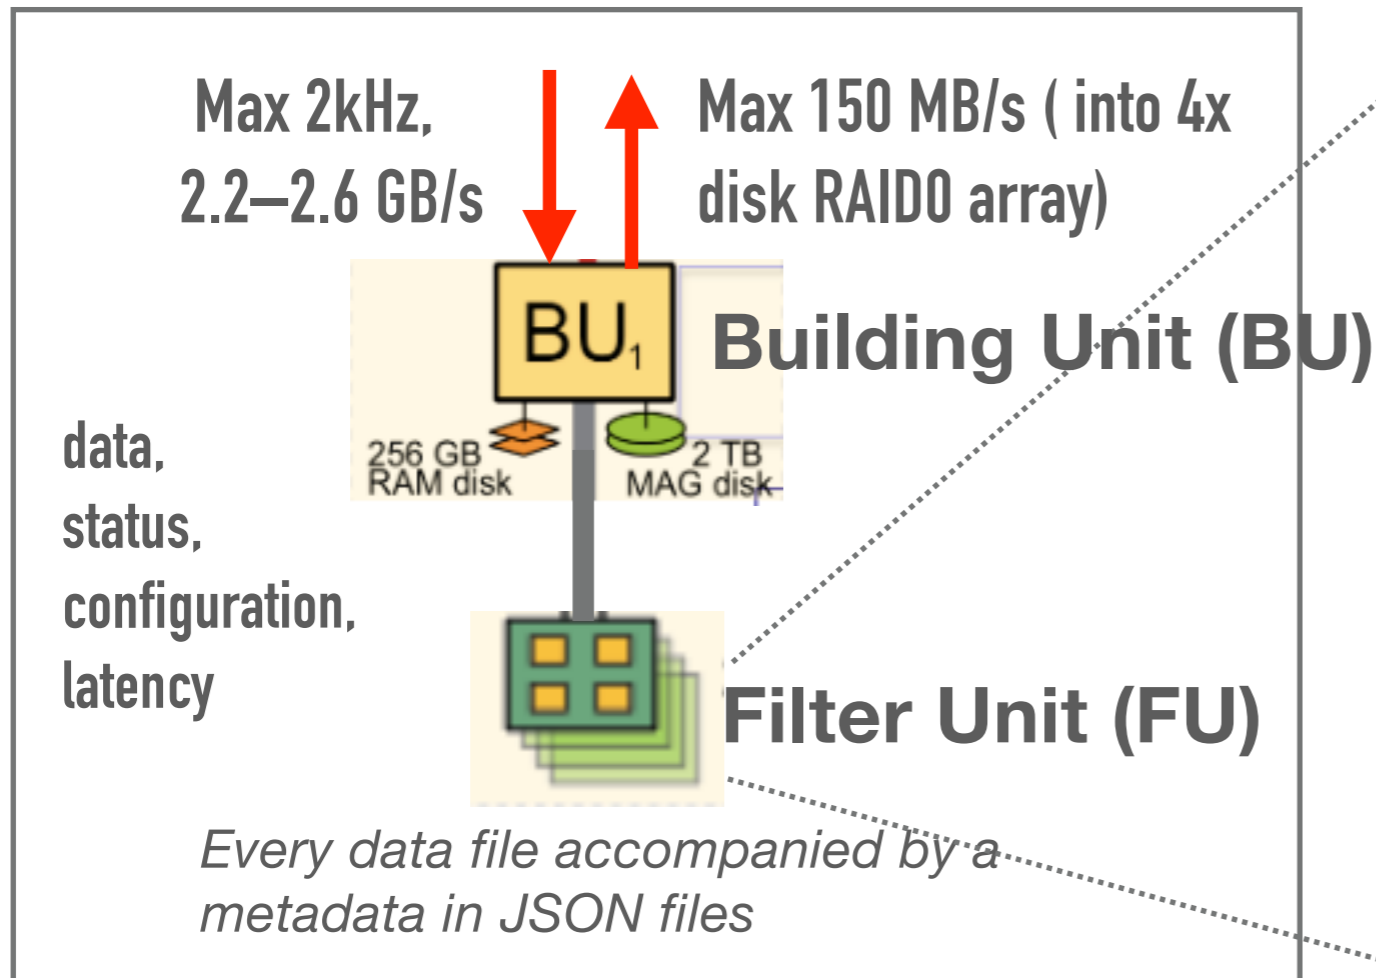 Max 2kHz,
2.2–2.6 GB/s
Max 150 MB/s ( into 4x
disk RAID0 array)
BU1
Building Unit (BU)
256 GB
RAM disk
2 TB
MAG disk
data,
status,
configuration,
latency
Filter Unit (FU)
Every data file accompanied by a
metadata in JSON files